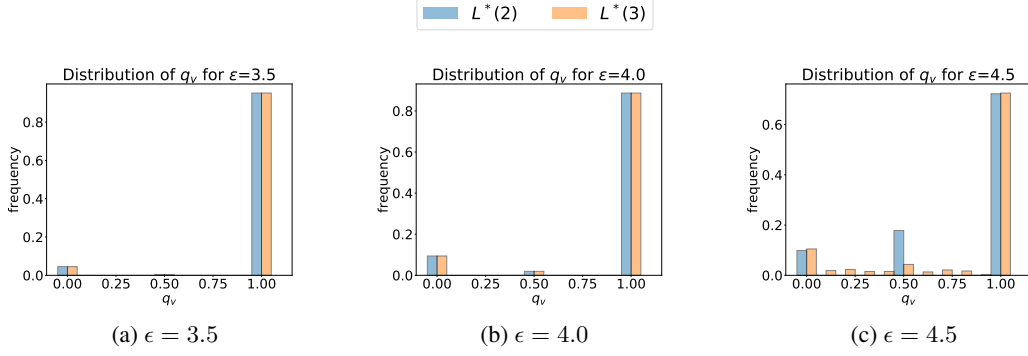 L*(2) L*(3)
Distribution of q_v for ε=3.5
Distribution of q_v for ε=4.0
Distribution of q_v for ε=4.5
frequency
0.8
0.6
0.4
0.2
0.0
0.00 0.25 0.50 0.75 1.00
q_v
frequency
0.8
0.6
0.4
0.2
0.0
0.00 0.25 0.50 0.75 1.00
q_v
frequency
0.6
0.4
0.2
0.0
0.00 0.25 0.50 0.75 1.00
q_v
(a) ϵ = 3.5
(b) ϵ = 4.0
(c) ϵ = 4.5